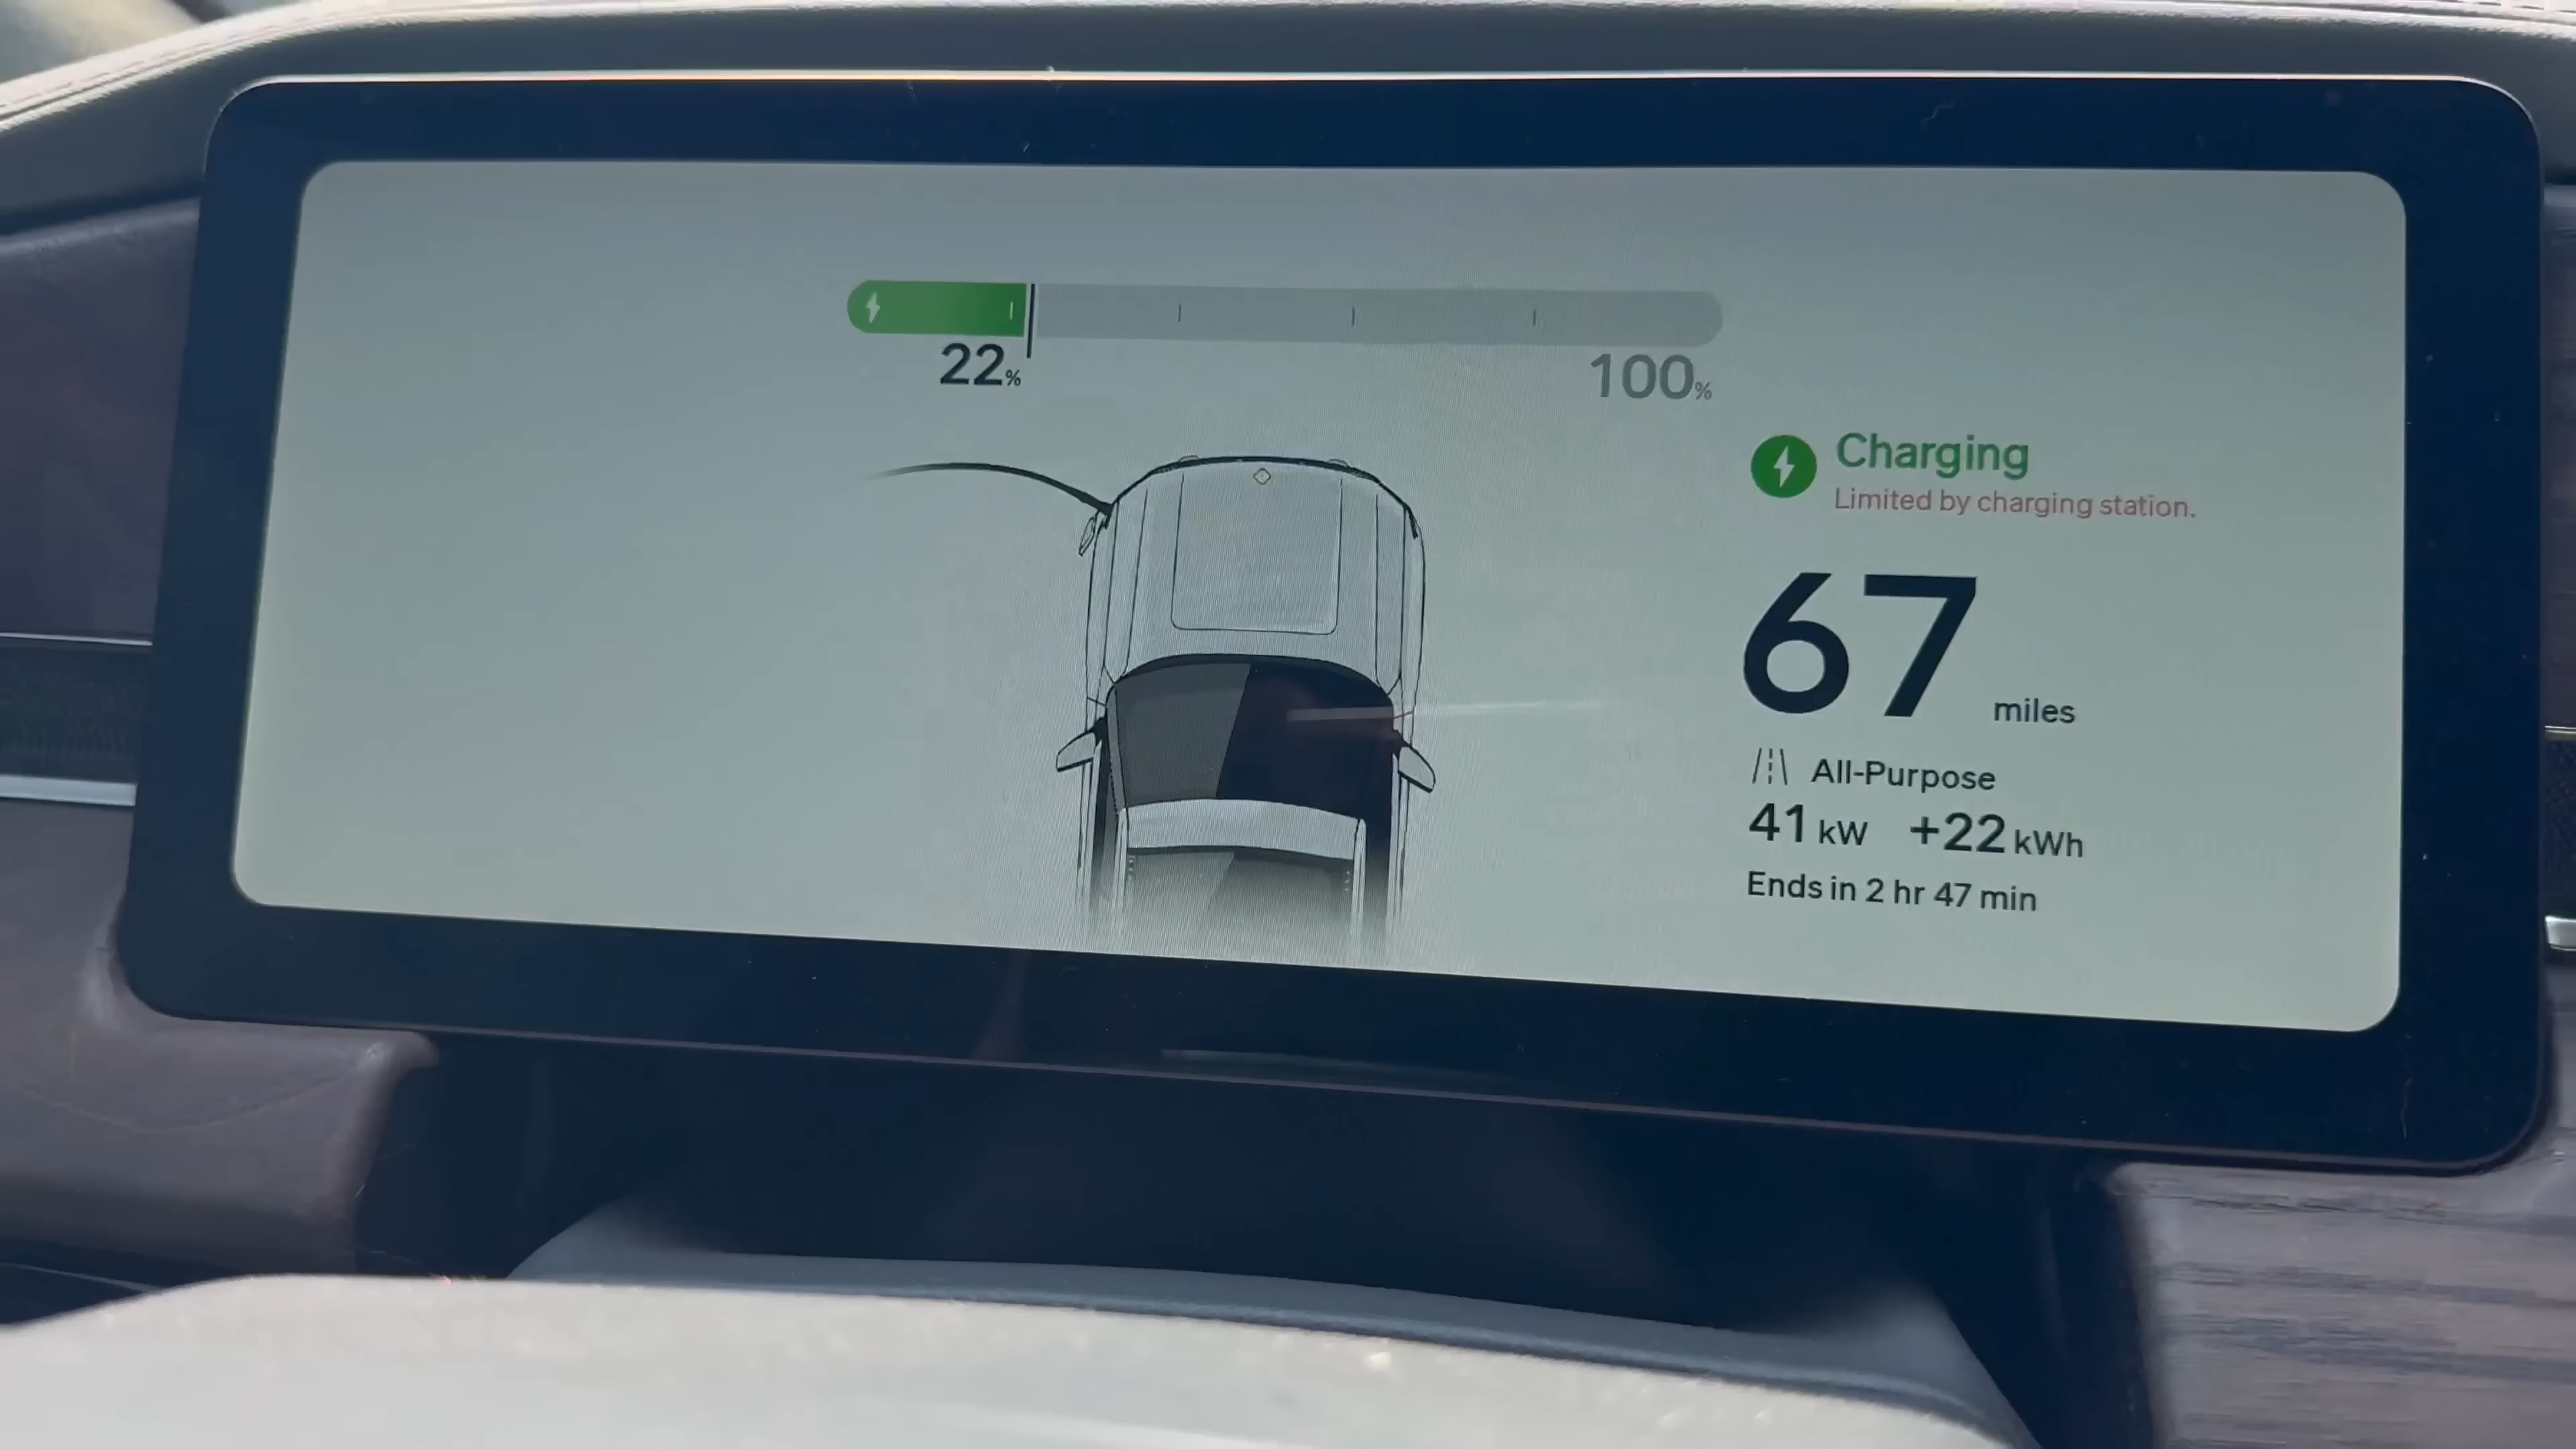 22%
100%
Charging
Limited by charging station.
67 miles
All-Purpose
41 kW +22 kWh
Ends in 2 hr 47 min